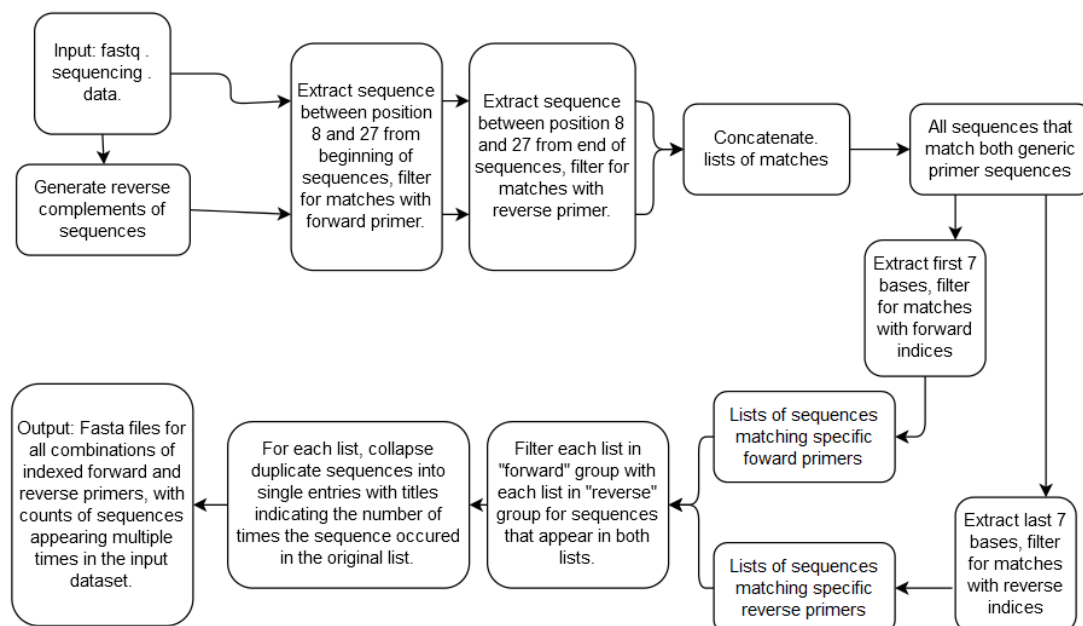 Input: fastq .
sequencing .
data.
Generate reverse
complements of
sequences
Extract sequence
between position
8 and 27 from
beginning of
sequences, filter
for matches with
forward primer.
Extract sequence
between position 8
and 27 from end of
sequences, filter for
matches with
reverse primer.
Concatenate.
lists of matches
All sequences that
match both generic
primer sequences
Extract first 7
bases, filter
for matches
with forward
indices
Lists of sequences
matching specific
foward primers
Extract last 7
bases, filter
for matches
with reverse
indices
Lists of sequences
matching specific
reverse primers
Filter each list in
"forward" group with
each list in "reverse"
group for sequences
that appear in both
lists.
For each list, collapse
duplicate sequences into
single entries with titles
indicating the number of
times the sequence occured
in the original list.
Output: Fasta files for
all combinations of
indexed forward and
reverse primers, with
counts of sequences
appearing multiple
times in the input
dataset.